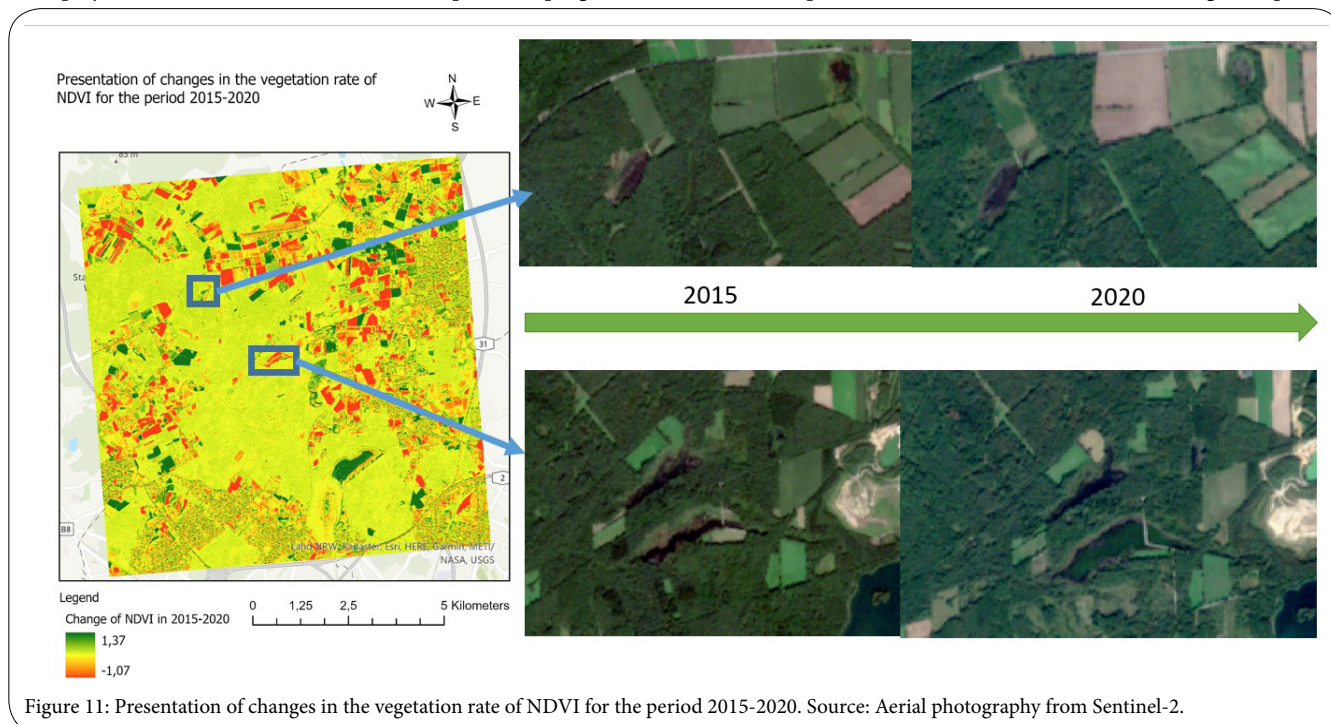 Presentation of changes in the vegetation rate of
NDVI for the period 2015-2020
N
W E
S
65 m
Sta
31
2
B8
Land NRW, Kadaster, Esri, HERE, Garmin, METI/
NASA, USGS
Legend
Change of NDVI in 2015-2020
1,37
-1,07
0 1,25 2,5 5 Kilometers
2015 2020
Figure 11: Presentation of changes in the vegetation rate of NDVI for the period 2015-2020. Source: Aerial photography from Sentinel-2.